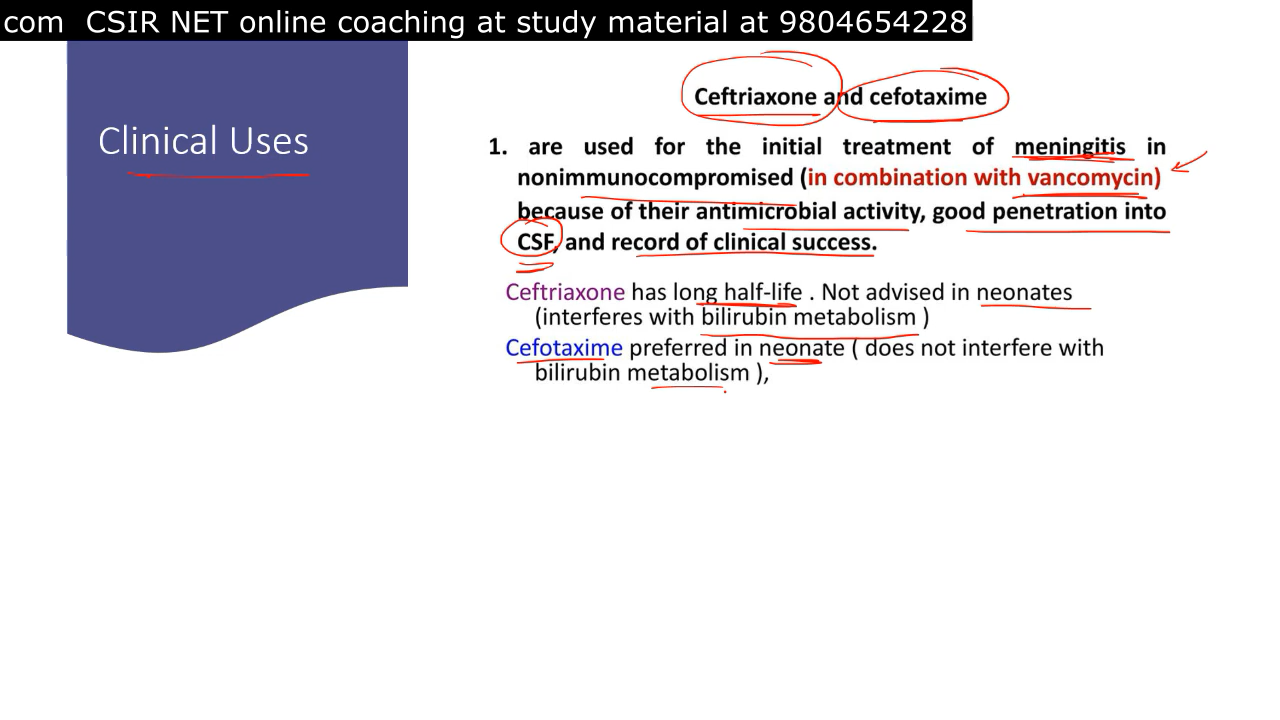 com  CSIR NET online coaching at study material at 9804654228
Clinical Uses
Ceftriaxone and cefotaxime
1. are used for the initial treatment of meningitis in
nonimmunocompromised (in combination with vancomycin)
because of their antimicrobial activity, good penetration into
CSF, and record of clinical success.
Ceftriaxone has long half-life . Not advised in neonates
(interferes with bilirubin metabolism )
Cefotaxime preferred in neonate ( does not interfere with
bilirubin metabolism ),